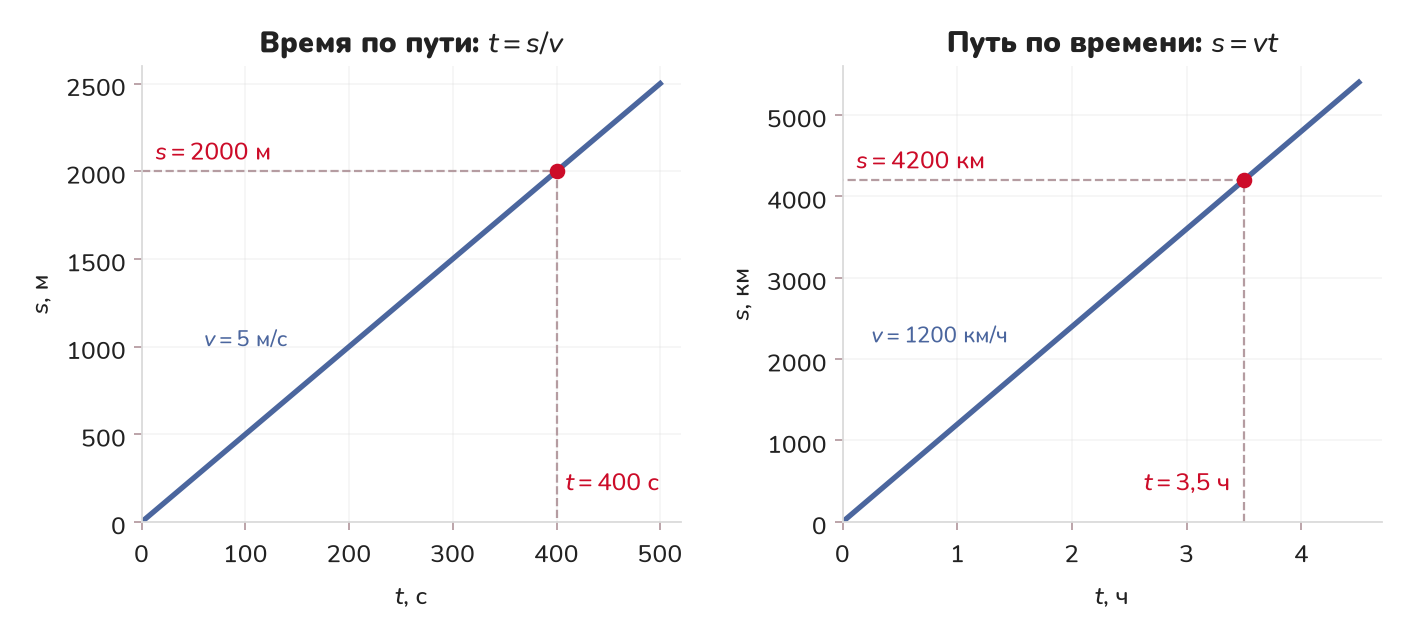 Время по пути: t = s/v
s, м
2500
2000
1500
1000
500
0
s = 2000 м
v = 5 м/с
t = 400 с
0 100 200 300 400 500
t, с
Путь по времени: s = vt
s, км
5000
4000
3000
2000
1000
0
s = 4200 км
v = 1200 км/ч
t = 3,5 ч
0 1 2 3 4
t, ч